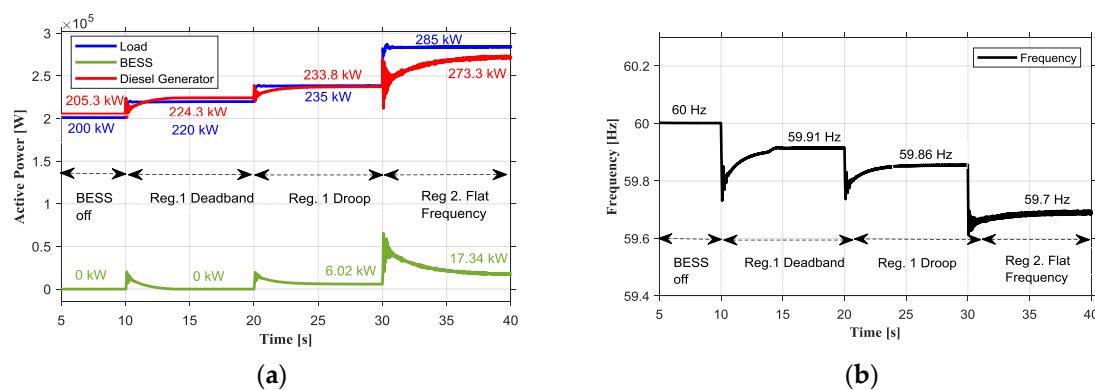 ×10^5
3
2.5
2
1.5
1
0.5
0
Active Power [W]
Load
BESS
Diesel Generator
205.3 kW
200 kW
224.3 kW
220 kW
233.8 kW
235 kW
285 kW
273.3 kW
BESS
off
Reg.1 Deadband
Reg. 1 Droop
Reg 2. Flat
Frequency
0 kW
0 kW
6.02 kW
17.34 kW
5 10 15 20 25 30 35 40
Time [s]
(a)
60.2
60
59.8
59.6
59.4
Frequency [Hz]
Frequency
60 Hz
59.91 Hz
59.86 Hz
59.7 Hz
BESS
off
Reg.1 Deadband
Reg. 1 Droop
Reg 2. Flat
Frequency
5 10 15 20 25 30 35 40
Time [s]
(b)